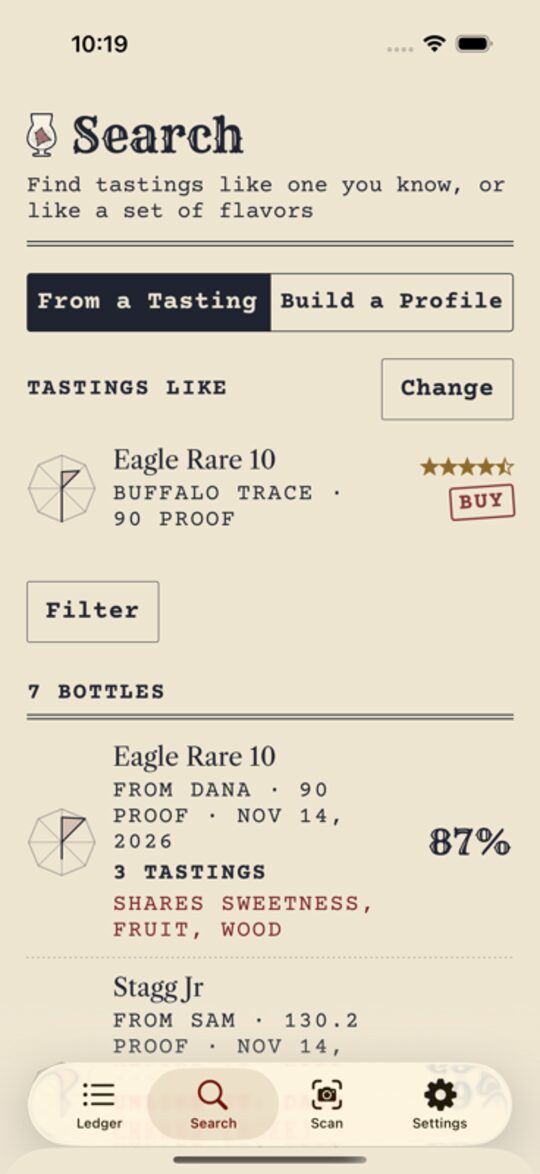 10:19
Search
Find tastings like one you know, or
like a set of flavors
From a Tasting
Build a Profile
TASTINGS LIKE
Change
Eagle Rare 10
BUFFALO TRACE ·
90 PROOF
BUY
Filter
7 BOTTLES
Eagle Rare 10
FROM DANA · 90
PROOF · NOV 14,
2026
3 TASTINGS
SHARES SWEETNESS,
FRUIT, WOOD
87%
Stagg Jr
FROM SAM · 130.2
PROOF · NOV 14,
Ledger
Search
Scan
Settings